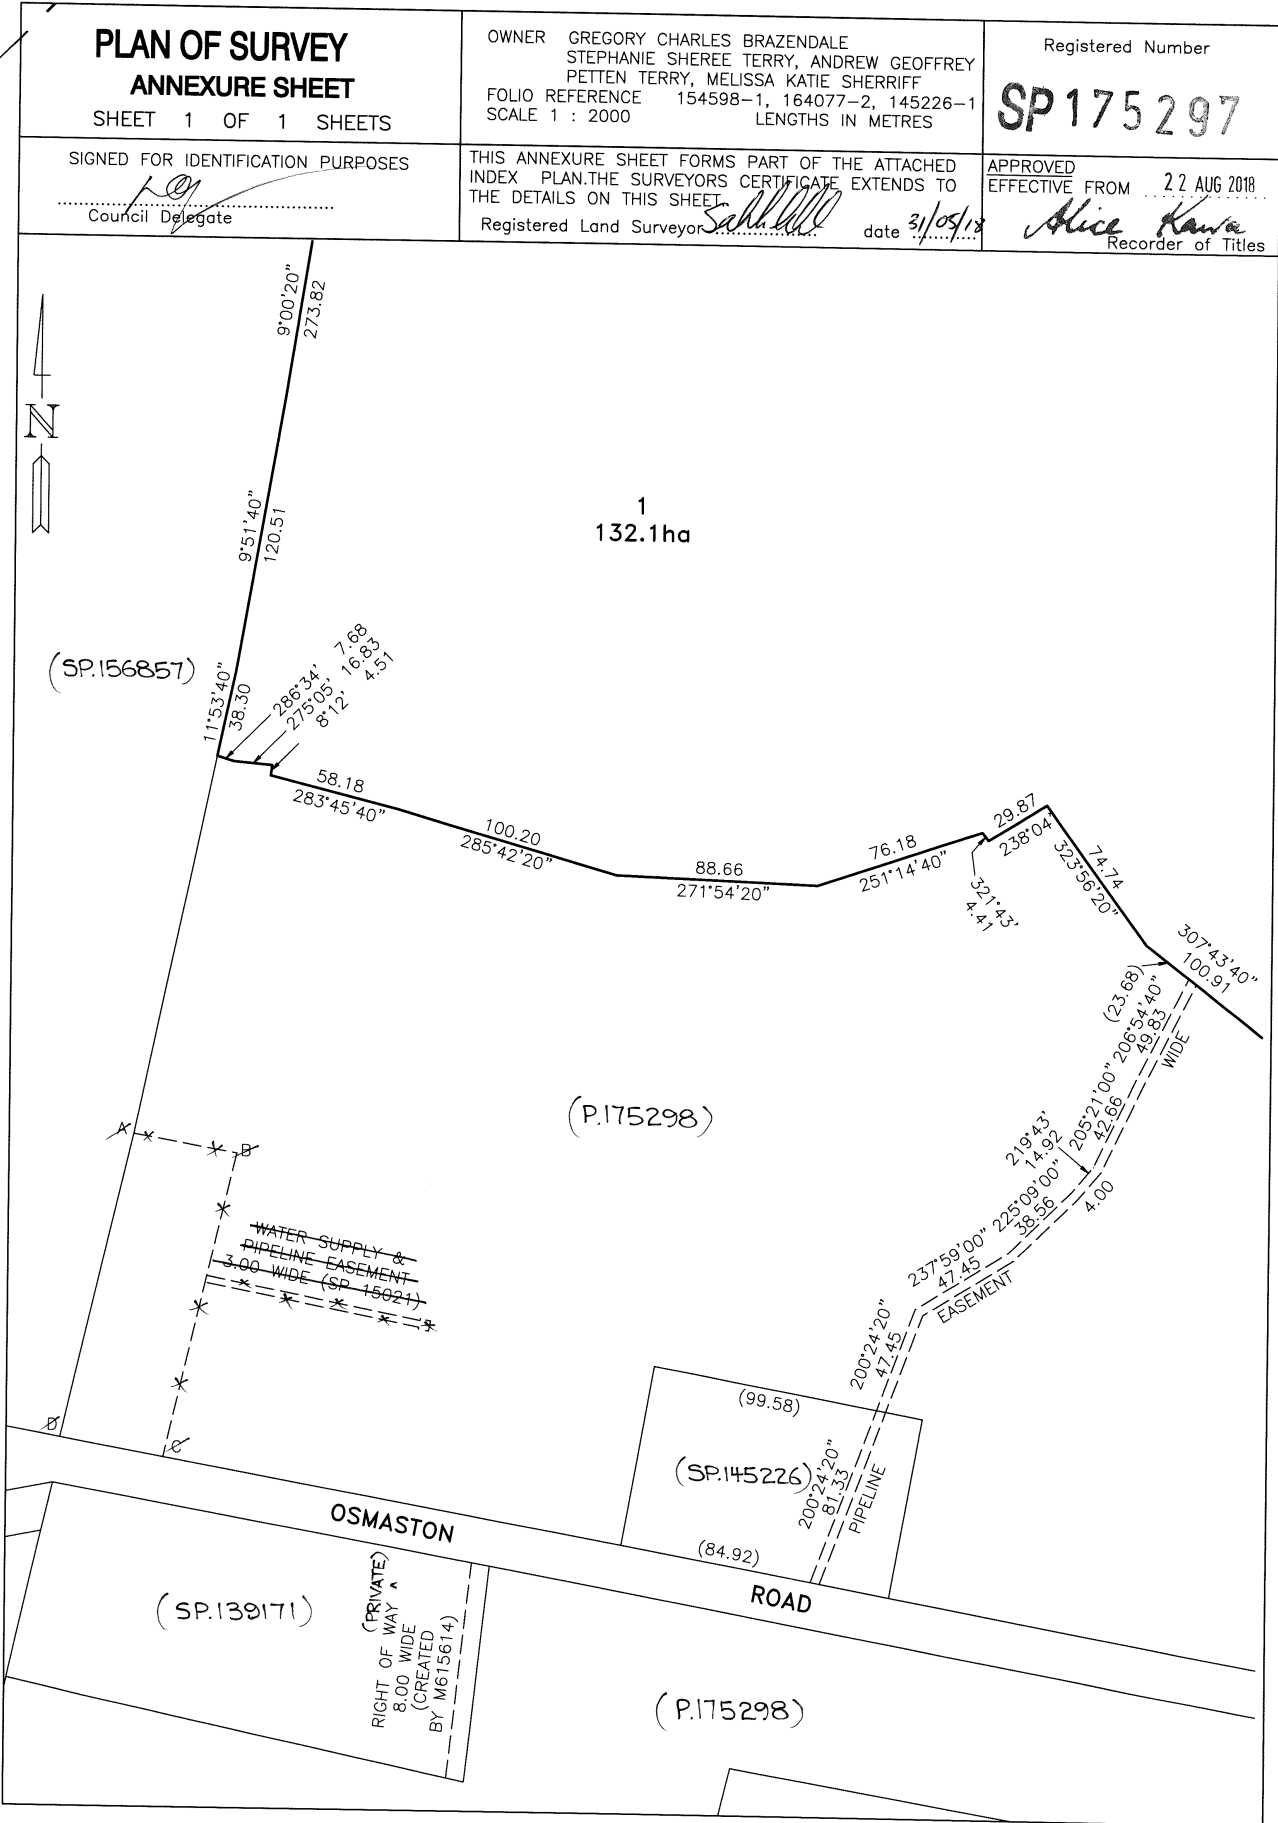 PLAN OF SURVEY
ANNEXURE SHEET
SHEET 1 OF 1 SHEETS
OWNER GREGORY CHARLES BRAZENDALE
STEPHANIE SHEREE TERRY, ANDREW GEOFFREY
PETTEN TERRY, MELISSA KATIE SHERRIFF
FOLIO REFERENCE 154598-1, 164077-2, 145226-1
SCALE 1 : 2000 LENGTHS IN METRES
Registered Number
SP175297
SIGNED FOR IDENTIFICATION PURPOSES
Council Delegate
THIS ANNEXURE SHEET FORMS PART OF THE ATTACHED
INDEX PLAN.THE SURVEYORS CERTIFICATE EXTENDS TO
THE DETAILS ON THIS SHEET
Registered Land Surveyor date 31/05/18
APPROVED
EFFECTIVE FROM 22 AUG 2018
Alice Kawa
Recorder of Titles
9°00'20"
273.82
N
9°51'40"
120.51
1
132.1ha
(SP.156857)
11°53'40"
38.30
286°34' 7.68
275°05' 16.83
8°12' 4.51
58.18
283°45'40"
100.20
285°42'20"
88.66
271°54'20"
76.18
251°14'40"
321°43'
4.41
29.87
238°04'
74.74
323°56'20"
307°43'40"
100.91
(23.68)
206°54'40"
49.83
WIDE
205°21'00"
42.66
219°43'
14.92
4.00
225°09'00"
38.56
237°59'00"
47.45
EASEMENT
200°24'20"
47.45
(P.175298)
A
B
WATER SUPPLY &
PIPELINE EASEMENT
3.00 WIDE (SP 15021)
D
C
(99.58)
(SP.145226)
200°24'20"
81.33
PIPELINE
(84.92)
OSMASTON
ROAD
(SP.139171)
(PRIVATE)
RIGHT OF WAY ^
8.00 WIDE
(CREATED
BY M615614)
(P.175298)